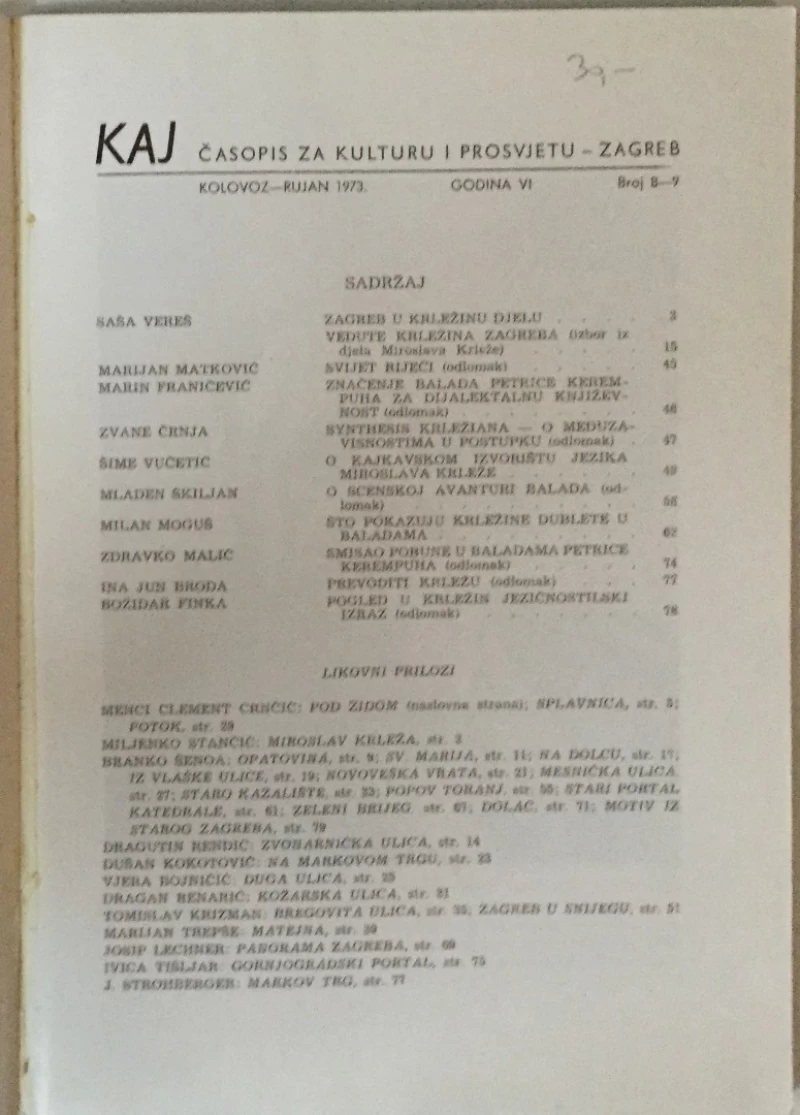 39,-
KAJ ČASOPIS ZA KULTURU I PROSVJETU – ZAGREB
KOLOVOZ—RUJAN 1973. GODINA VI Broj 8—9
SADRŽAJ
SAŠA VEREŠ ZAGREB U KRLEŽINU DJELU . . . . 3
VEDUTE KRLEŽINA ZAGREBA (izbor iz
djela Miroslava Krleže) . . . . . 15
MARIJAN MATKOVIĆ SVIJET RIJEČI (odlomak) . . . . . 45
MARIN FRANIČEVIĆ ZNAČENJE BALADA PETRICE KEREM-
PUHA ZA DIJALEKTALNU KNJIŽEV-
NOST (odlomak) . . . . . . . 46
ZVANE ČRNJA SYNTHESIS KRLEŽIANA — O MEĐUZA-
VISNOSTIMA U POSTUPKU (odlomak) . 47
ŠIME VUČETIĆ O KAJKAVSKOM IZVORIŠTU JEZIKA
MIROSLAVA KRLEŽE . . . . . . 49
MLADEN ŠKILJAN O SCENSKOJ AVANTURI BALADA (od-
lomak) . . . . . . . . . 58
MILAN MOGUŠ ŠTO POKAZUJU KRLEŽINE DUBLETE U
BALADAMA . . . . . . . . 62
ZDRAVKO MALIĆ SMISAO POBUNE U BALADAMA PETRICE
KEREMPUHA (odlomak) . . . . . 74
INA JUN BRODA PREVODITI KRLEŽU (odlomak) . . . 77
BOŽIDAR FINKA POGLED U KRLEŽIN JEZIČNOSTILSKI
IZRAZ (odlomak) . . . . . . . 78
LIKOVNI PRILOZI
MENCI CLEMENT CRNČIĆ: POD ZIDOM (naslovna strana); SPLAVNICA, str. 5;
POTOK, str. 29
MILJENKO STANČIĆ: MIROSLAV KRLEŽA, str. 2
BRANKO ŠENOA: OPATOVINA, str. 9; SV. MARIJA, str. 11; NA DOLCU, str. 17;
IZ VLAŠKE ULICE, str. 19; NOVOVEŠKA VRATA, str. 21; MESNIČKA ULICA
str. 27; STARO KAZALIŠTE, str. 33; POPOV TORANJ, str. 55; STARI PORTAL
KATEDRALE, str. 61; ZELENI BRIJEG str. 67; DOLAC, str. 71; MOTIV IZ
STAROG ZAGREBA, str. 79
DRAGUTIN RENDIĆ: ZVONARNIČKA ULICA, str. 14
DUŠAN KOKOTOVIĆ: NA MARKOVOM TRGU, str. 23
VJERA BOJNIČIĆ: DUGA ULICA, str. 25
DRAGAN RENARIĆ: KOŽARSKA ULICA, str. 31
TOMISLAV KRIZMAN: BREGOVITA ULICA, str. 35; ZAGREB U SNIJEGU, str. 51
MARIJAN TREPŠE: MATEJNA, str. 39
JOSIP LECHNER: PANORAMA ZAGREBA, str. 69
IVICA TIŠLJAR: GORNJOGRADSKI PORTAL, str. 75
J. STROHBERGER: MARKOV TRG, str. 77